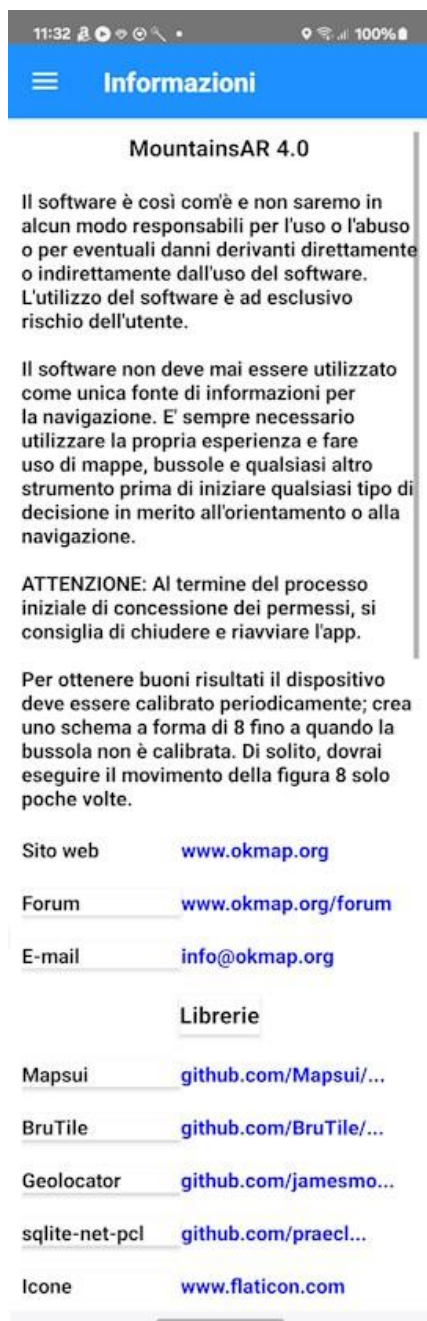 11:32
100%
Informazioni
MountainsAR 4.0
Il software è così com'è e non saremo in
alcun modo responsabili per l'uso o l'abuso
o per eventuali danni derivanti direttamente
o indirettamente dall'uso del software.
L'utilizzo del software è ad esclusivo
rischio dell'utente.
Il software non deve mai essere utilizzato
come unica fonte di informazioni per
la navigazione. E' sempre necessario
utilizzare la propria esperienza e fare
uso di mappe, bussole e qualsiasi altro
strumento prima di iniziare qualsiasi tipo di
decisione in merito all'orientamento o alla
navigazione.
ATTENZIONE: Al termine del processo
iniziale di concessione dei permessi, si
consiglia di chiudere e riavviare l'app.
Per ottenere buoni risultati il dispositivo
deve essere calibrato periodicamente; crea
uno schema a forma di 8 fino a quando la
bussola non è calibrata. Di solito, dovrai
eseguire il movimento della figura 8 solo
poche volte.
Sito web www.okmap.org
Forum www.okmap.org/forum
E-mail info@okmap.org
Librerie
Mapsui github.com/Mapsui/...
BruTile github.com/BruTile/...
Geolocator github.com/jamesmo...
sqlite-net-pcl github.com/praecl...
Icone www.flaticon.com